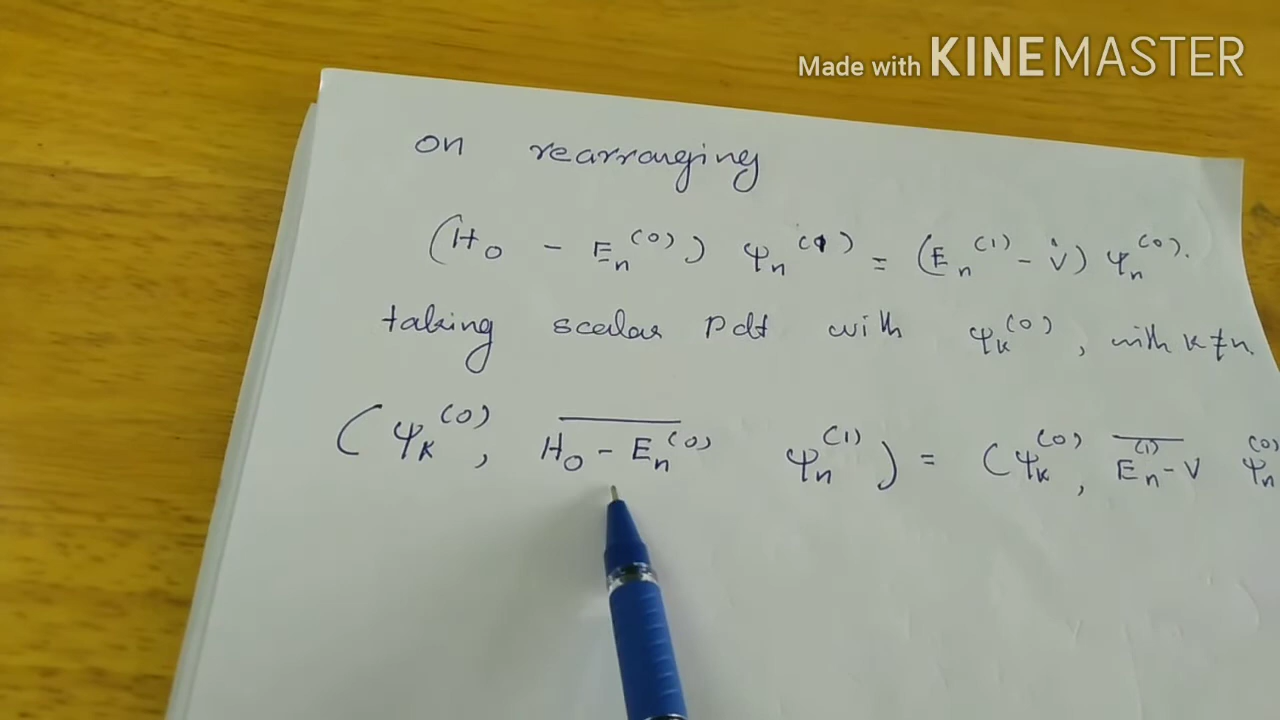 Made with KINEMASTER
on rearranging
(H₀ - Eₙ⁽⁰⁾) ψₙ⁽¹⁾ = (Eₙ⁽¹⁾ - V) ψₙ⁽⁰⁾.
taking scalar Pdt with ψₖ⁽⁰⁾, with k≠n.
(ψₖ⁽⁰⁾, H₀ - Eₙ⁽⁰⁾ ψₙ⁽¹⁾) = (ψₖ⁽⁰⁾, Eₙ⁽¹⁾ - V ψₙ⁽⁰⁾